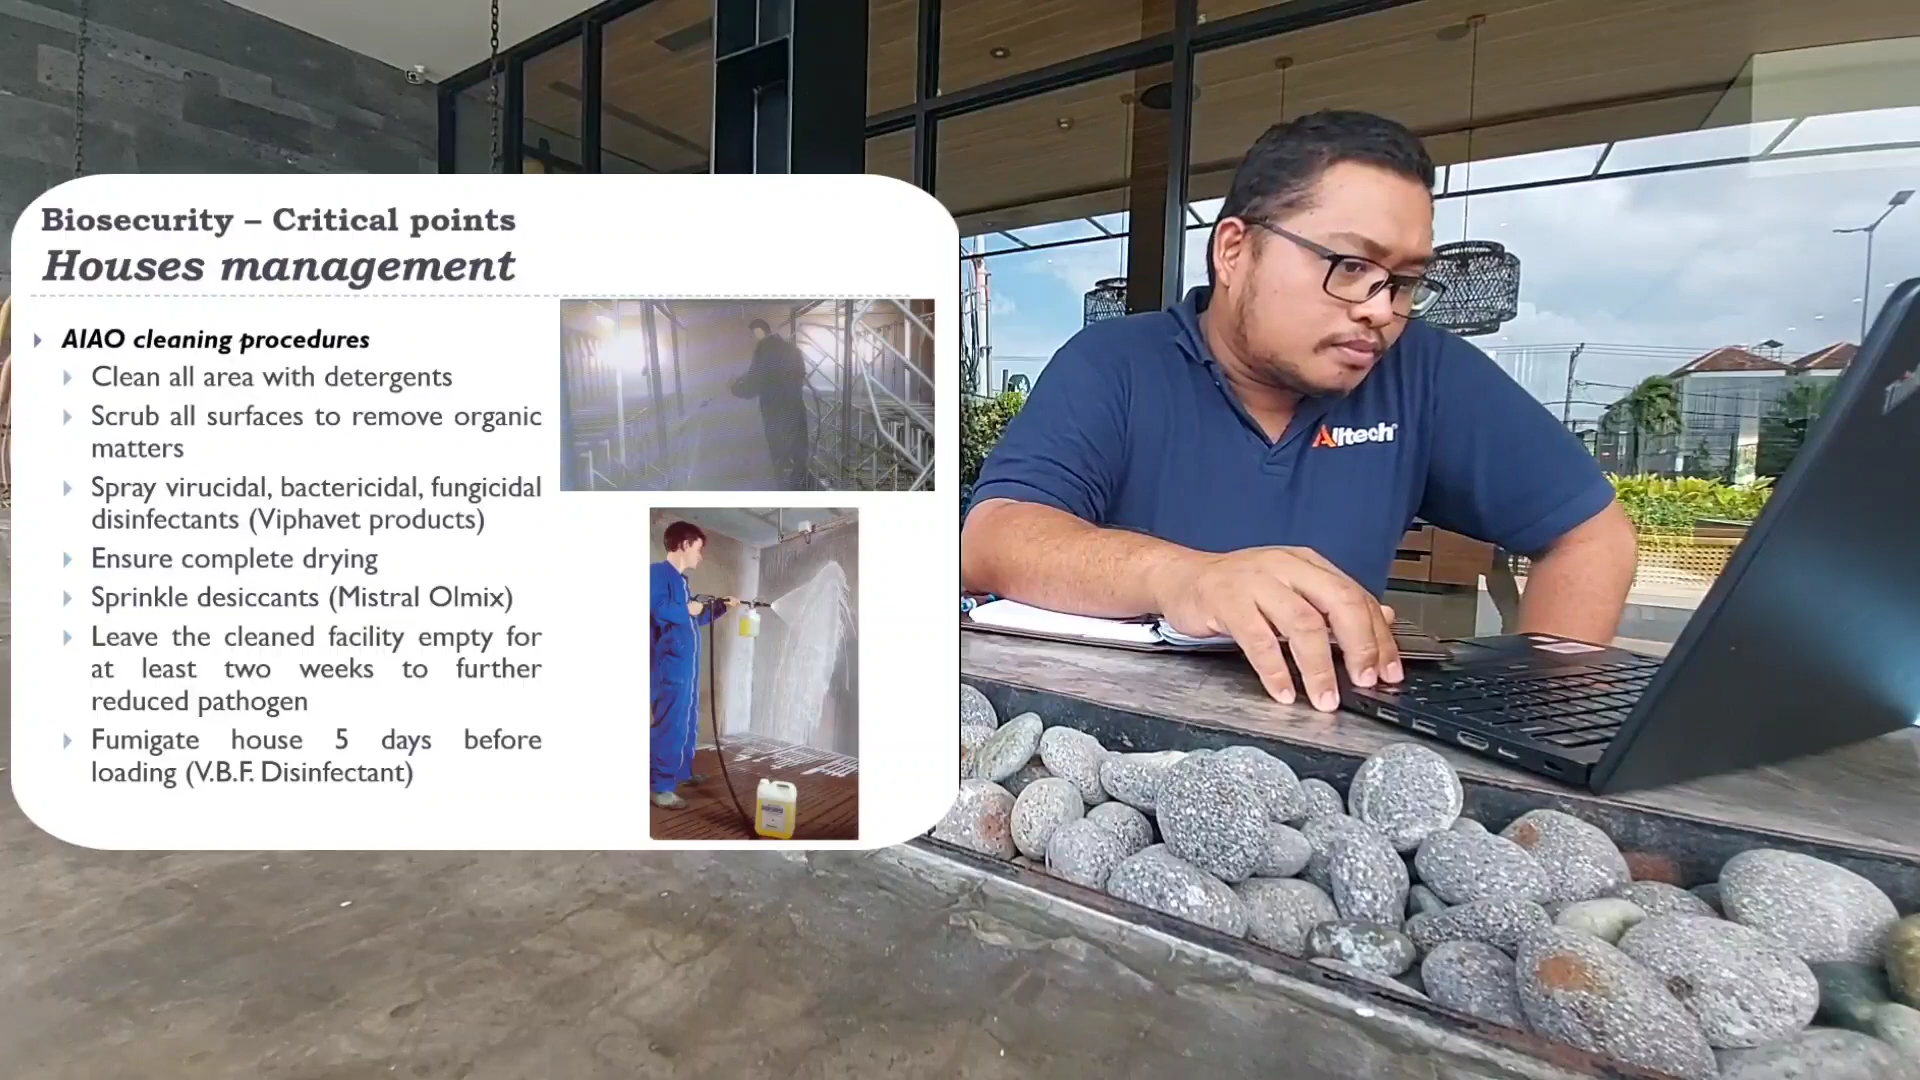 Biosecurity – Critical points
Houses management
AIAO cleaning procedures
Clean all area with detergents
Scrub all surfaces to remove organic
matters
Spray virucidal, bactericidal, fungicidal
disinfectants (Viphavet products)
Ensure complete drying
Sprinkle desiccants (Mistral Olmix)
Leave the cleaned facility empty for
at least two weeks to further
reduced pathogen
Fumigate house 5 days before
loading (V.B.F. Disinfectant)
Alltech